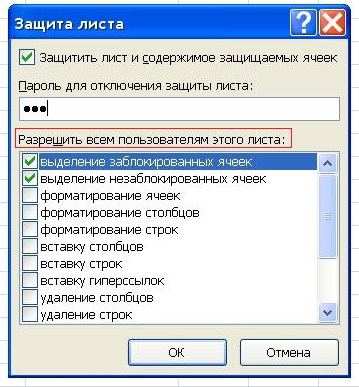 Защита листа
Защитить лист и содержимое защищаемых ячеек
Пароль для отключения защиты листа:
●●●
Разрешить всем пользователям этого листа:
выделение заблокированных ячеек
выделение незаблокированных ячеек
форматирование ячеек
форматирование столбцов
форматирование строк
вставку столбцов
вставку строк
вставку гиперссылок
удаление столбцов
удаление строк
ОК Отмена